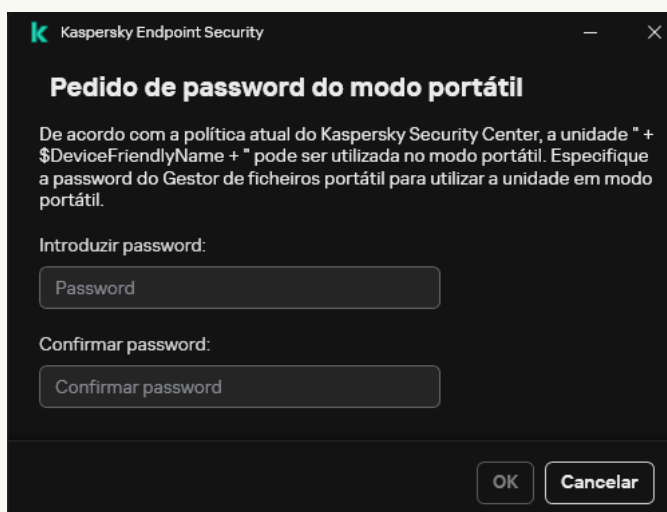 Kaspersky Endpoint Security
Pedido de password do modo portátil
De acordo com a política atual do Kaspersky Security Center, a unidade " +
$DeviceFriendlyName + " pode ser utilizada no modo portátil. Especifique
a password do Gestor de ficheiros portátil para utilizar a unidade em modo
portátil.
Introduzir password:
Password
Confirmar password:
Confirmar password
OK
Cancelar